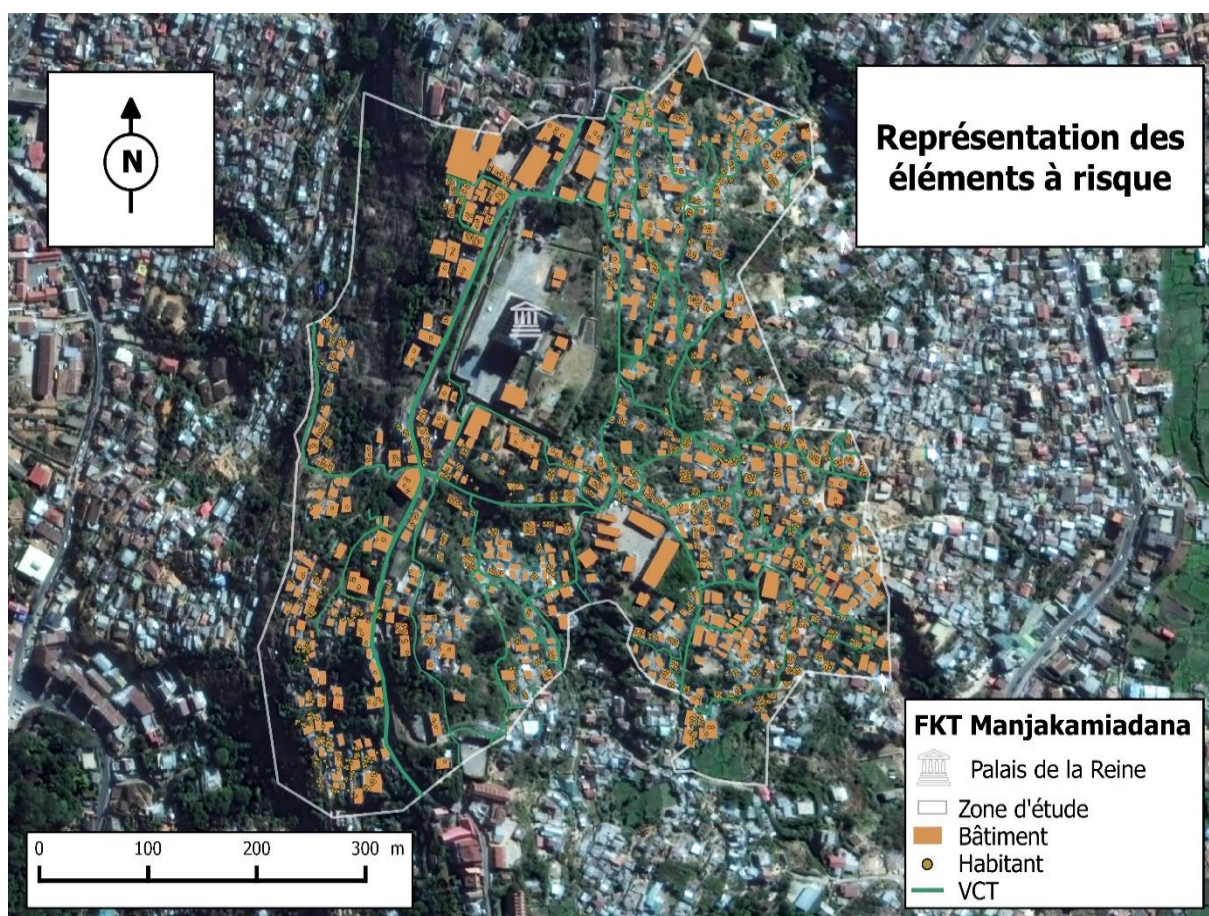 N
Représentation des
éléments à risque
FKT Manjakamiadana
Palais de la Reine
Zone d'étude
Bâtiment
Habitant
VCT
0 100 200 300 m